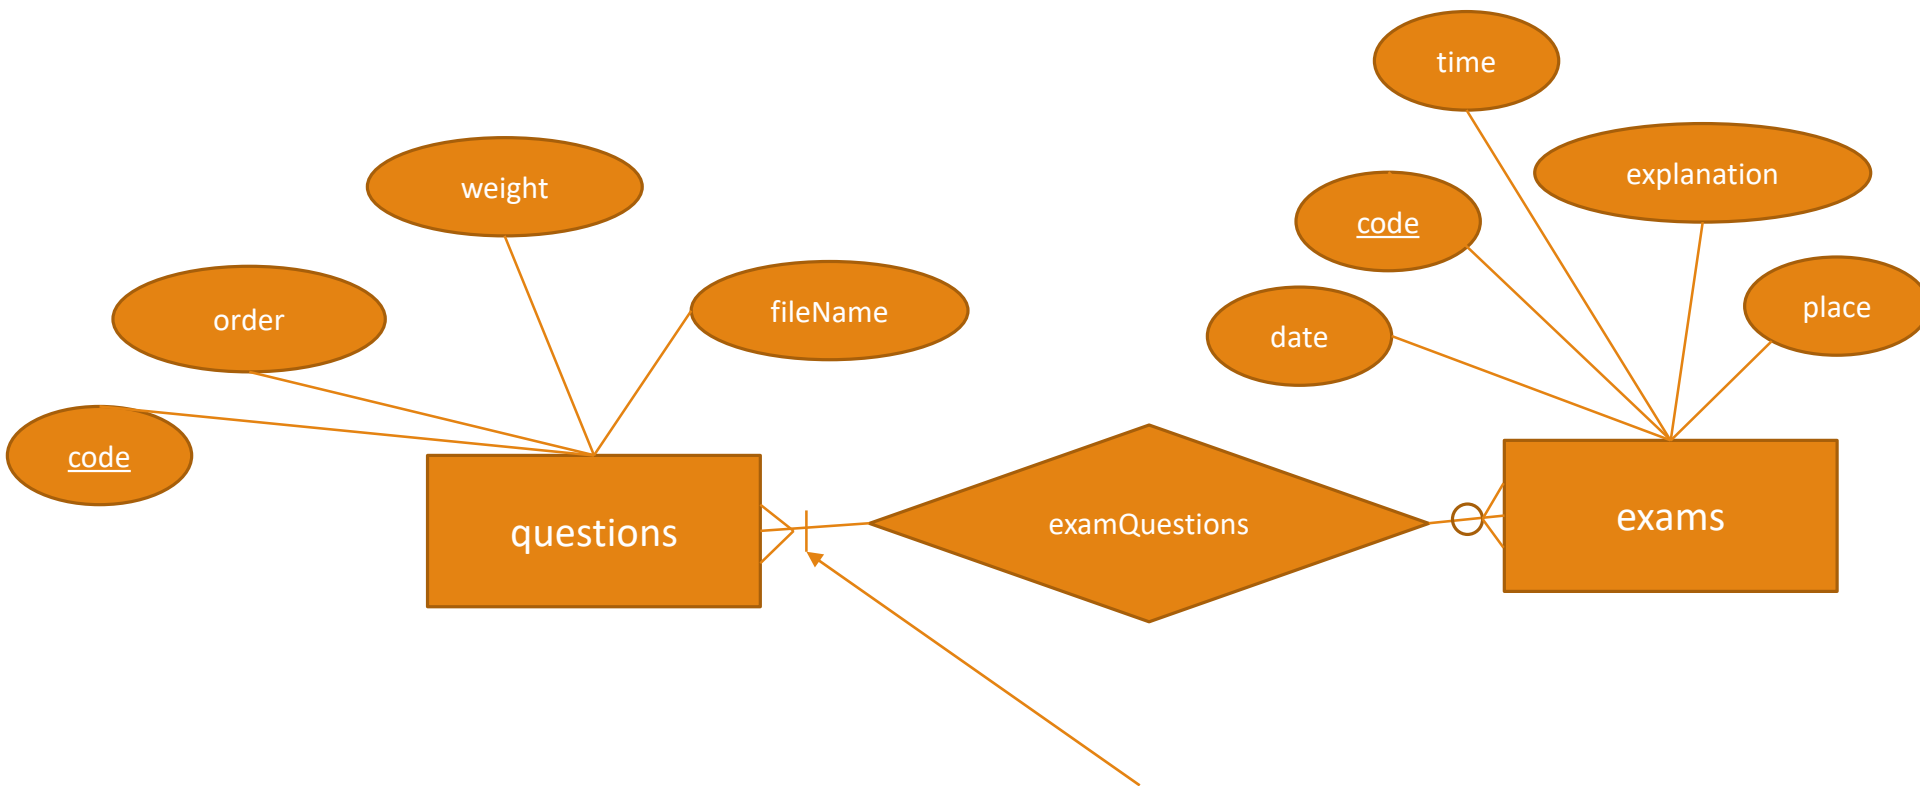 time
explanation
weight
code
fileName
place
order
date
code
questions
examQuestions
exams